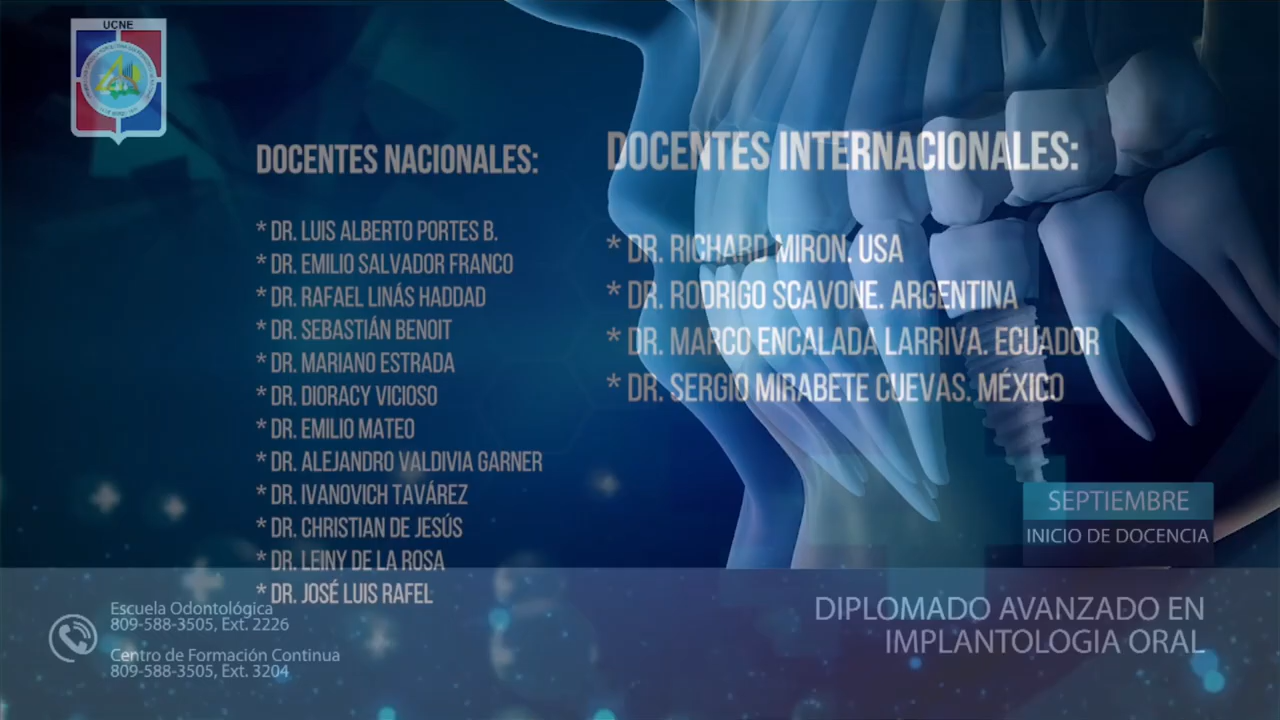 UCNE
DOCENTES NACIONALES:
* DR. LUIS ALBERTO PORTES B.
* DR. EMILIO SALVADOR FRANCO
* DR. RAFAEL LINÁS HADDAD
* DR. SEBASTIÁN BENOIT
* DR. MARIANO ESTRADA
* DR. DIORACY VICIOSO
* DR. EMILIO MATEO
* DR. ALEJANDRO VALDIVIA GARNER
* DR. IVANOVICH TAVÁREZ
* DR. CHRISTIAN DE JESÚS
* DR. LEINY DE LA ROSA
* DR. JOSÉ LUIS RAFEL
DOCENTES INTERNACIONALES:
* DR. RICHARD MIRON. USA
* DR. RODRIGO SCAVONE. ARGENTINA
* DR. MARCO ENCALADA LARRIVA. ECUADOR
* DR. SERGIO MIRABETE CUEVAS. MÉXICO
SEPTIEMBRE
INICIO DE DOCENCIA
Escuela Odontológica
809-588-3505, Ext. 2226
Centro de Formación Continua
809-588-3505, Ext. 3204
DIPLOMADO AVANZADO EN
IMPLANTOLOGIA ORAL